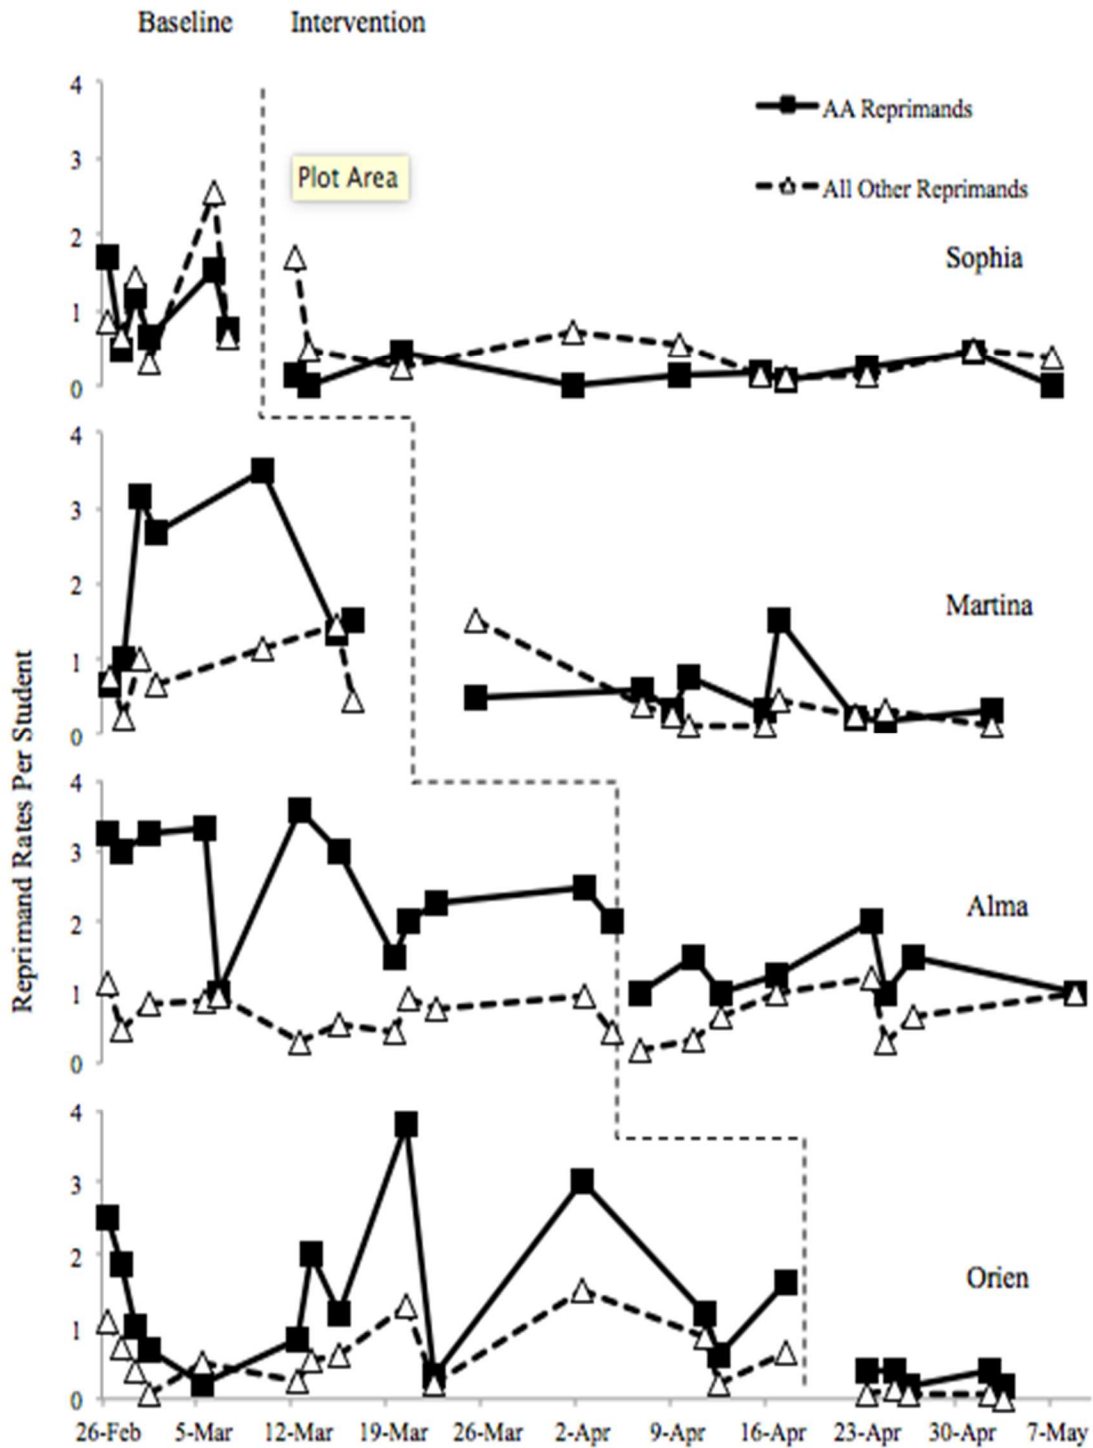 Baseline Intervention
4
3
2
1
0
Plot Area
AA Reprimands
All Other Reprimands
Sophia
4
3
2
1
0
Martina
4
3
2
1
0
Alma
4
3
2
1
0
Orien
Reprimand Rates Per Student
26-Feb 5-Mar 12-Mar 19-Mar 26-Mar 2-Apr 9-Apr 16-Apr 23-Apr 30-Apr 7-May